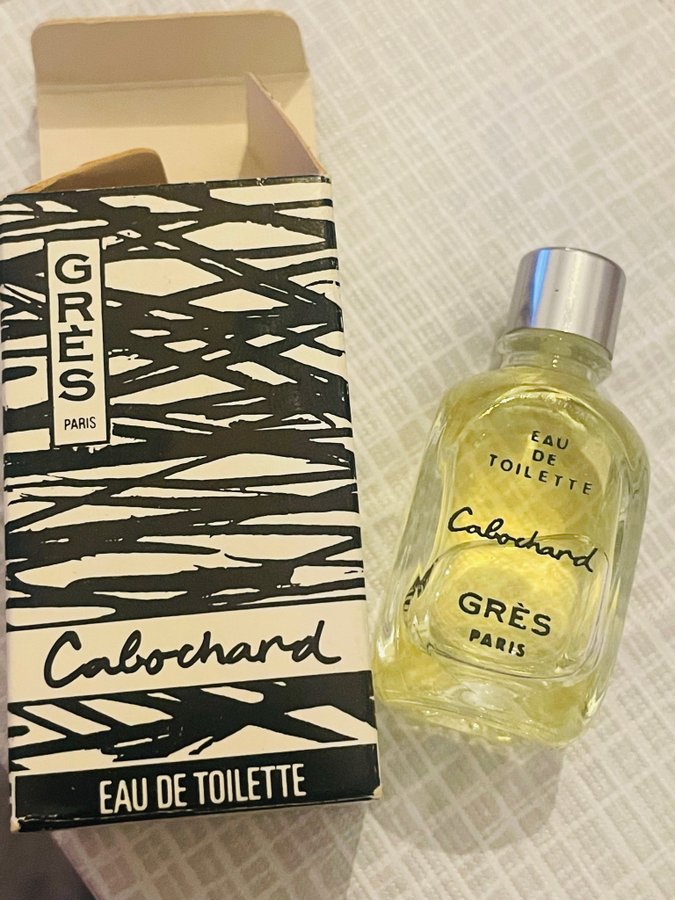 GRÈS
PARIS
Cabochard
EAU DE TOILETTE
EAU
DE
TOILETTE
Cabochard
GRÈS
PARIS